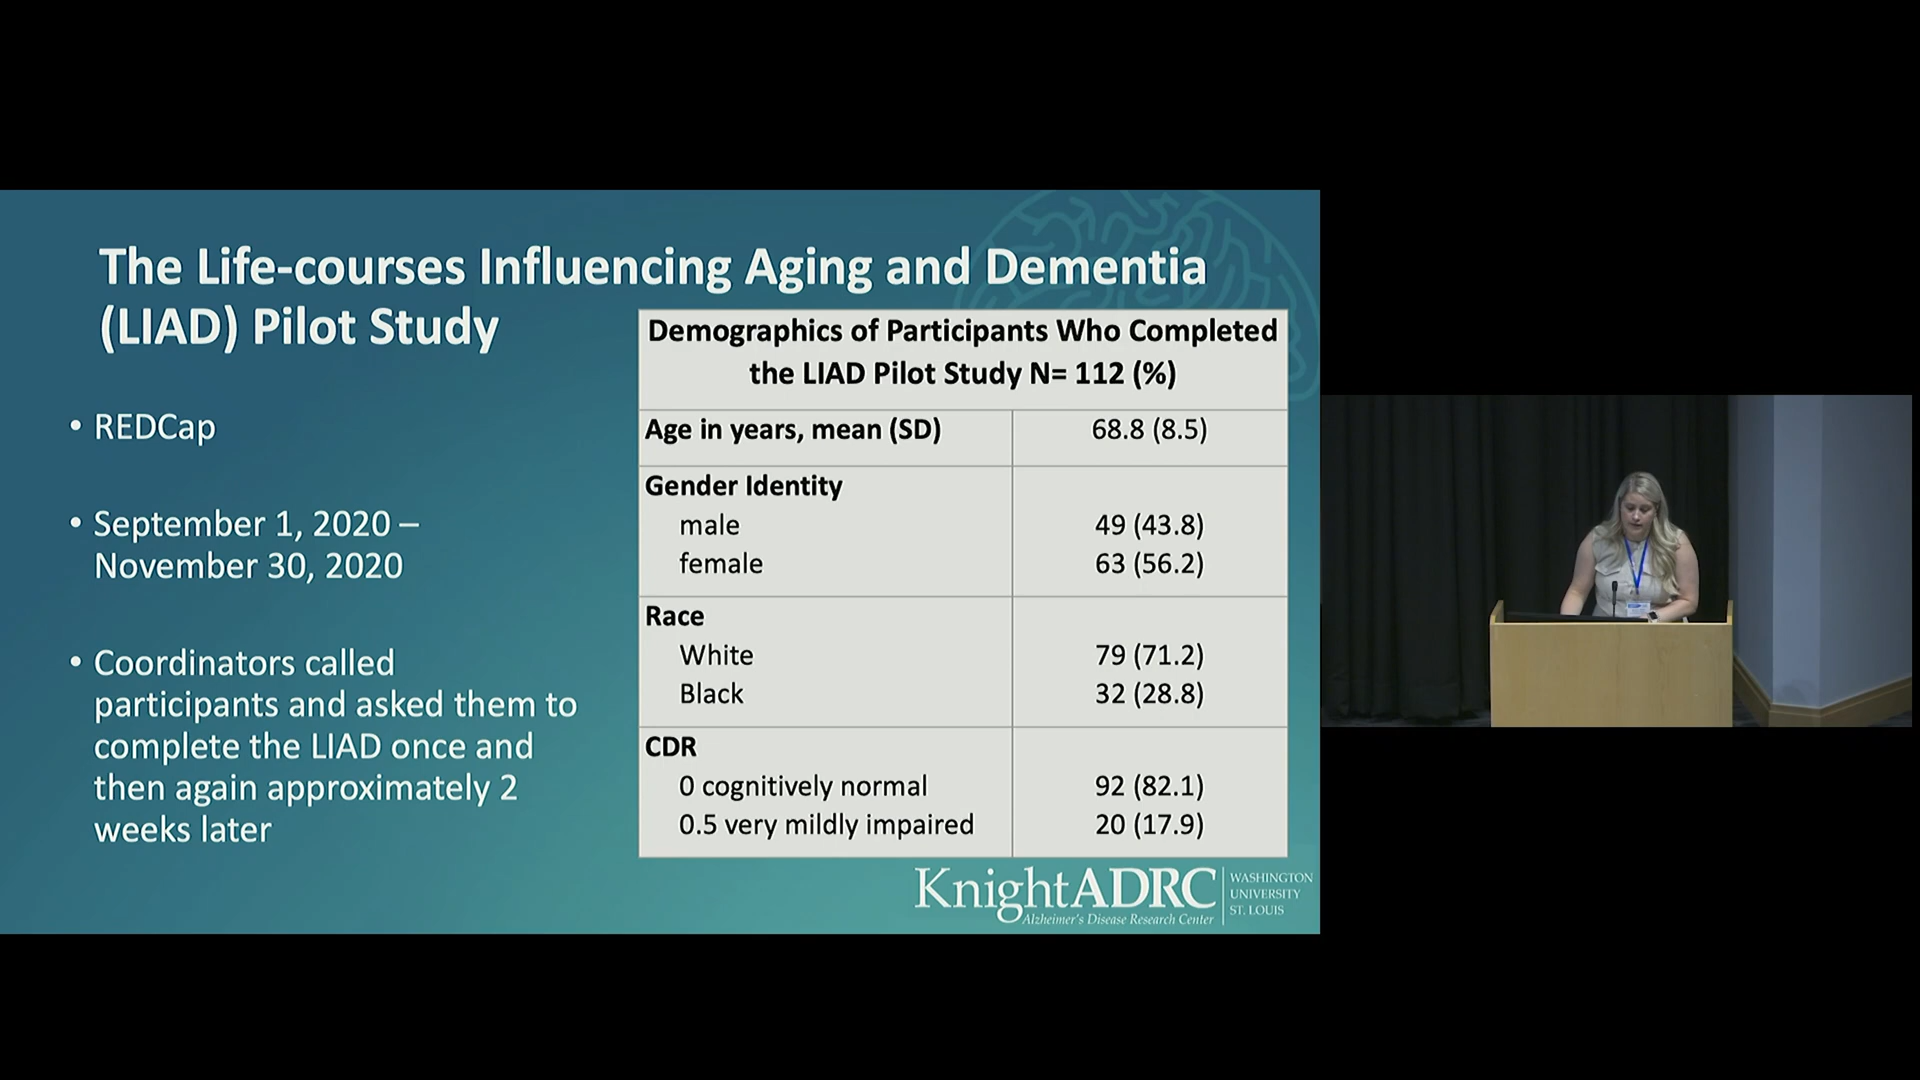 The Life-courses Influencing Aging and Dementia
(LIAD) Pilot Study
• REDCap
• September 1, 2020 –
November 30, 2020
• Coordinators called
participants and asked them to
complete the LIAD once and
then again approximately 2
weeks later
Demographics of Participants Who Completed
the LIAD Pilot Study N= 112 (%)
Age in years, mean (SD) 68.8 (8.5)
Gender Identity
male 49 (43.8)
female 63 (56.2)
Race
White 79 (71.2)
Black 32 (28.8)
CDR
0 cognitively normal 92 (82.1)
0.5 very mildly impaired 20 (17.9)
KnightADRC
Alzheimer's Disease Research Center
WASHINGTON
UNIVERSITY
ST. LOUIS